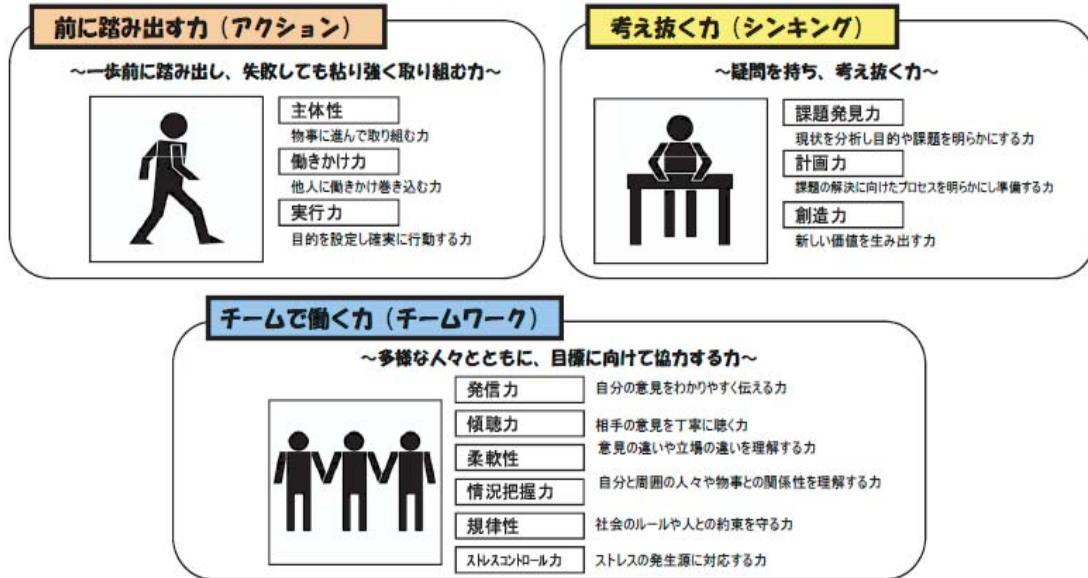 前に踏み出す力（アクション）
～一歩前に踏み出し、失敗しても粘り強く取り組む力～
主体性
物事に進んで取り組む力
働きかけ力
他人に働きかけ巻き込む力
実行力
目的を設定し確実に行動する力
考え抜く力（シンキング）
～疑問を持ち、考え抜く力～
課題発見力
現状を分析し目的や課題を明らかにする力
計画力
課題の解決に向けたプロセスを明らかにし準備する力
創造力
新しい価値を生み出す力
チームで働く力（チームワーク）
～多様な人々とともに、目標に向けて協力する力～
発信力 自分の意見をわかりやすく伝える力
傾聴力 相手の意見を丁寧に聴く力
柔軟性 意見の違いや立場の違いを理解する力
情況把握力 自分と周囲の人々や物事との関係性を理解する力
規律性 社会のルールや人との約束を守る力
ストレスコントロール力 ストレスの発生源に対応する力